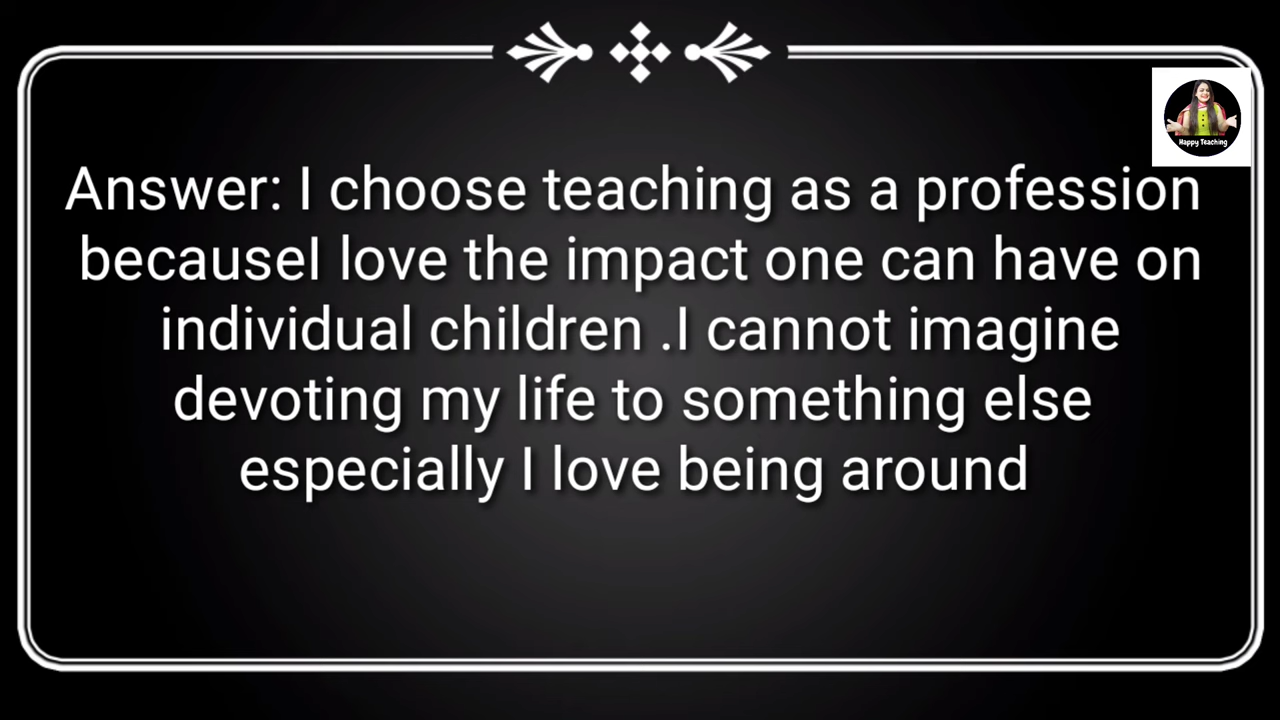 Happy Teaching
Answer: I choose teaching as a profession
becauseI love the impact one can have on
individual children .I cannot imagine
devoting my life to something else
especially I love being around